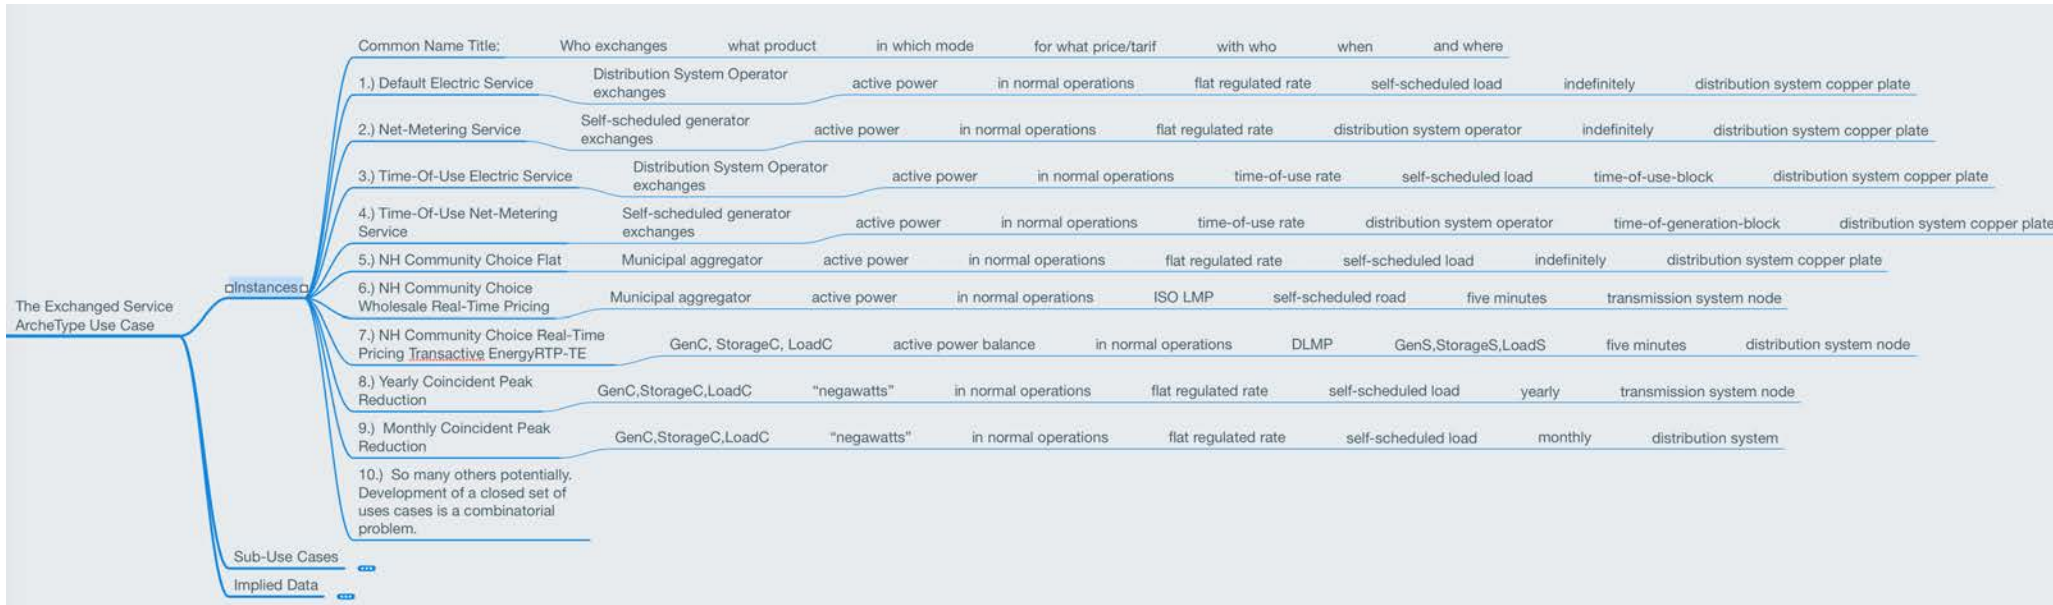 Common Name Title: Who exchanges what product in which mode for what price/tarif with who when and where
1.) Default Electric Service Distribution System Operator exchanges active power in normal operations flat regulated rate self-scheduled load indefinitely distribution system copper plate
2.) Net-Metering Service Self-scheduled generator exchanges active power in normal operations flat regulated rate distribution system operator indefinitely distribution system copper plate
3.) Time-Of-Use Electric Service Distribution System Operator exchanges active power in normal operations time-of-use rate self-scheduled load time-of-use-block distribution system copper plate
4.) Time-Of-Use Net-Metering
Service Self-scheduled generator exchanges active power in normal operations time-of-use rate distribution system operator time-of-generation-block distribution system copper plate
5.) NH Community Choice Flat Municipal aggregator active power in normal operations flat regulated rate self-scheduled load indefinitely distribution system copper plate
Instances
6.) NH Community Choice
Wholesale Real-Time Pricing Municipal aggregator active power in normal operations ISO LMP self-scheduled road five minutes transmission system node
The Exchanged Service
ArcheType Use Case
7.) NH Community Choice Real-Time
Pricing Transactive EnergyRTP-TE GenC, StorageC, LoadC active power balance in normal operations DLMP GenS,StorageS,LoadS five minutes distribution system node
8.) Yearly Coincident Peak
Reduction GenC,StorageC,LoadC “negawatts” in normal operations flat regulated rate self-scheduled load yearly transmission system node
9.) Monthly Coincident Peak
Reduction GenC,StorageC,LoadC “negawatts” in normal operations flat regulated rate self-scheduled load monthly distribution system
10.) So many others potentially.
Development of a closed set of
uses cases is a combinatorial
problem.
Sub-Use Cases
Implied Data